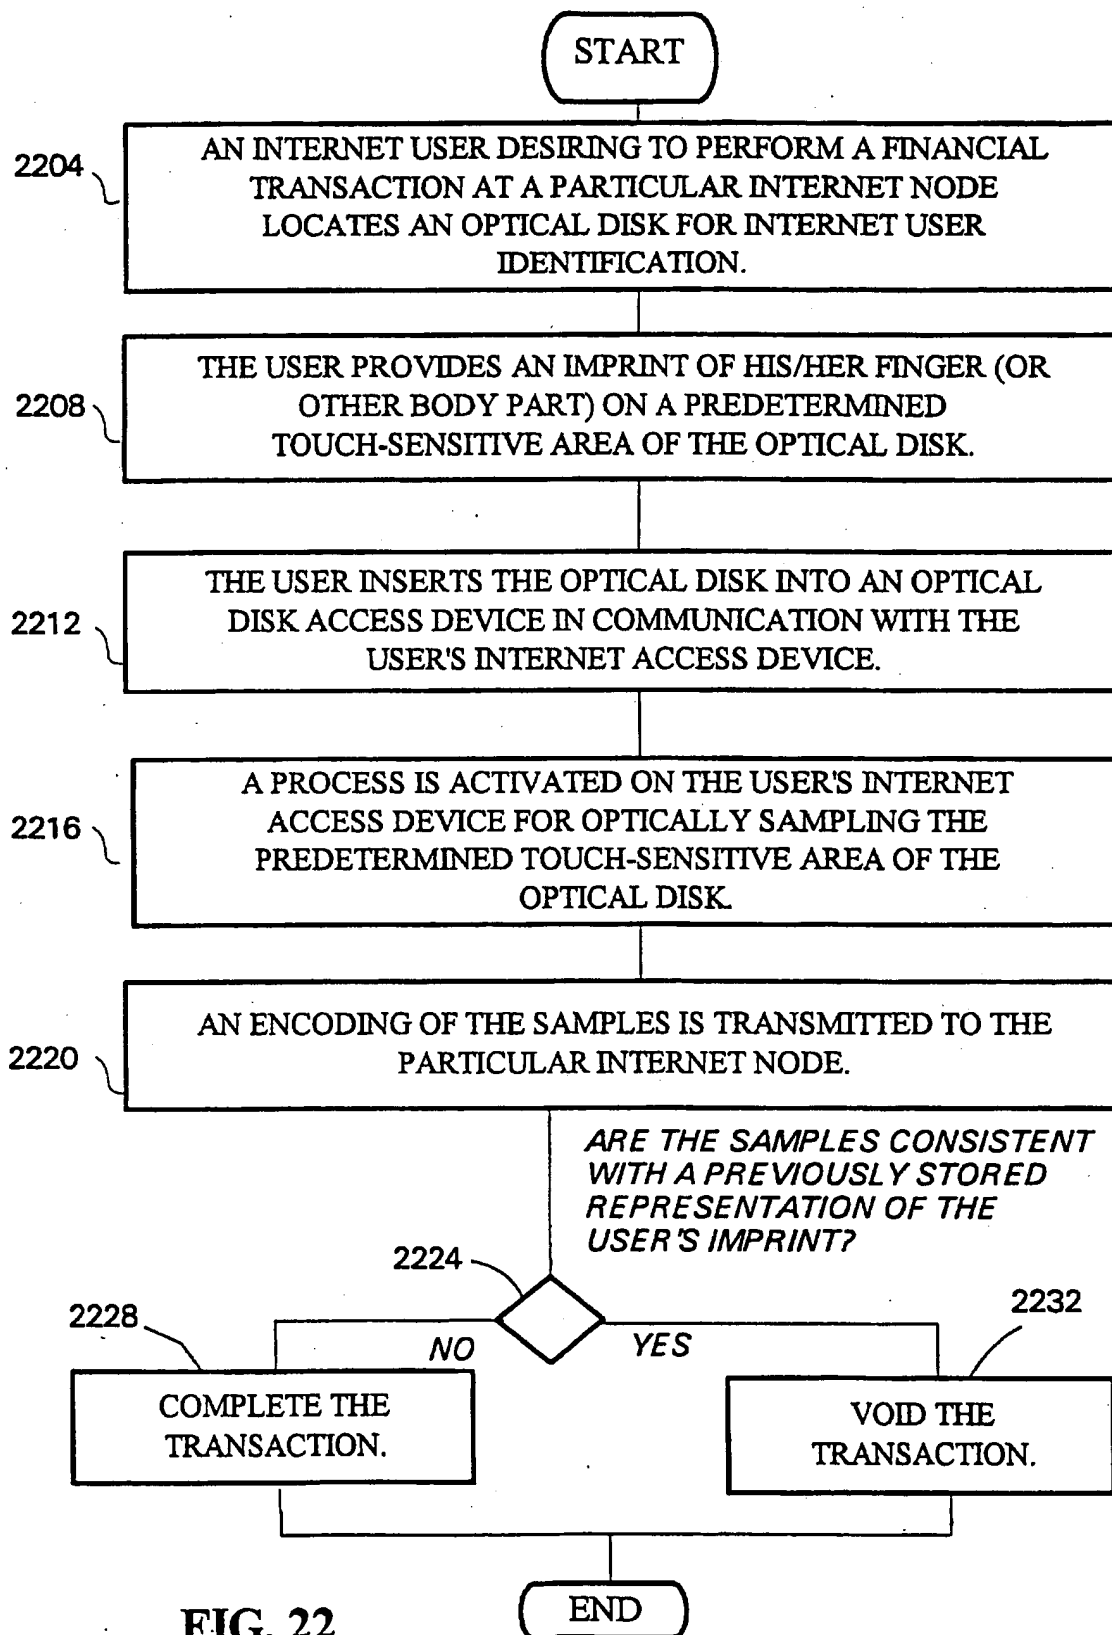 START
2204
AN INTERNET USER DESIRING TO PERFORM A FINANCIAL
TRANSACTION AT A PARTICULAR INTERNET NODE
LOCATES AN OPTICAL DISK FOR INTERNET USER
IDENTIFICATION.
2208
THE USER PROVIDES AN IMPRINT OF HIS/HER FINGER (OR
OTHER BODY PART) ON A PREDETERMINED
TOUCH-SENSITIVE AREA OF THE OPTICAL DISK.
2212
THE USER INSERTS THE OPTICAL DISK INTO AN OPTICAL
DISK ACCESS DEVICE IN COMMUNICATION WITH THE
USER'S INTERNET ACCESS DEVICE.
2216
A PROCESS IS ACTIVATED ON THE USER'S INTERNET
ACCESS DEVICE FOR OPTICALLY SAMPLING THE
PREDETERMINED TOUCH-SENSITIVE AREA OF THE
OPTICAL DISK.
2220
AN ENCODING OF THE SAMPLES IS TRANSMITTED TO THE
PARTICULAR INTERNET NODE.
ARE THE SAMPLES CONSISTENT
WITH A PREVIOUSLY STORED
REPRESENTATION OF THE
USER'S IMPRINT?
2224
NO
YES
2228
COMPLETE THE
TRANSACTION.
2232
VOID THE
TRANSACTION.
END
FIG. 22